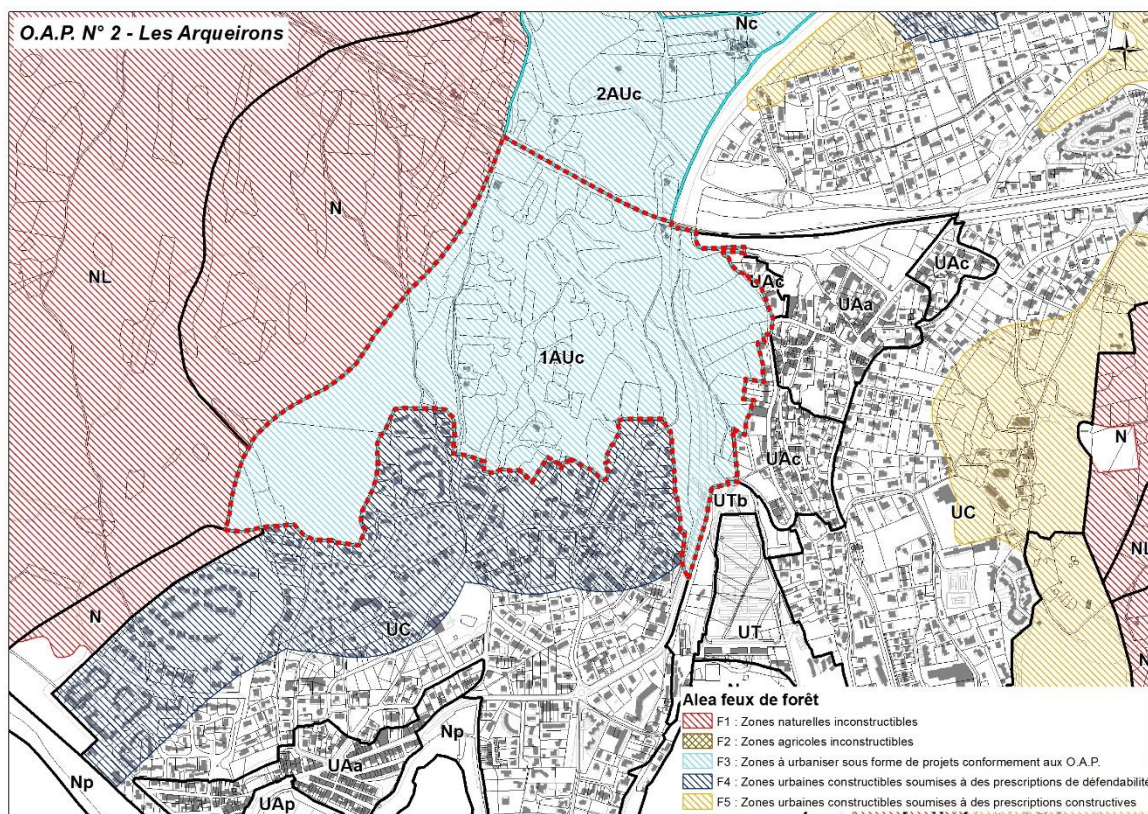 O.A.P. N° 2 - Les Arqueirons
Nc
2AUc
N
NL
UAc
UAc
UAa
1AUc
N
UAc
UTb
UC
N
UC
UT
Np
UAa
Np
UAp
Alea feux de forêt
F1 : Zones naturelles inconstructibles
F2 : Zones agricoles inconstructibles
F3 : Zones à urbaniser sous forme de projets conformement aux O.A.P.
F4 : Zones urbaines constructibles soumises à des prescriptions de défendabilité
F5 : Zones urbaines constructibles soumises à des prescriptions constructives